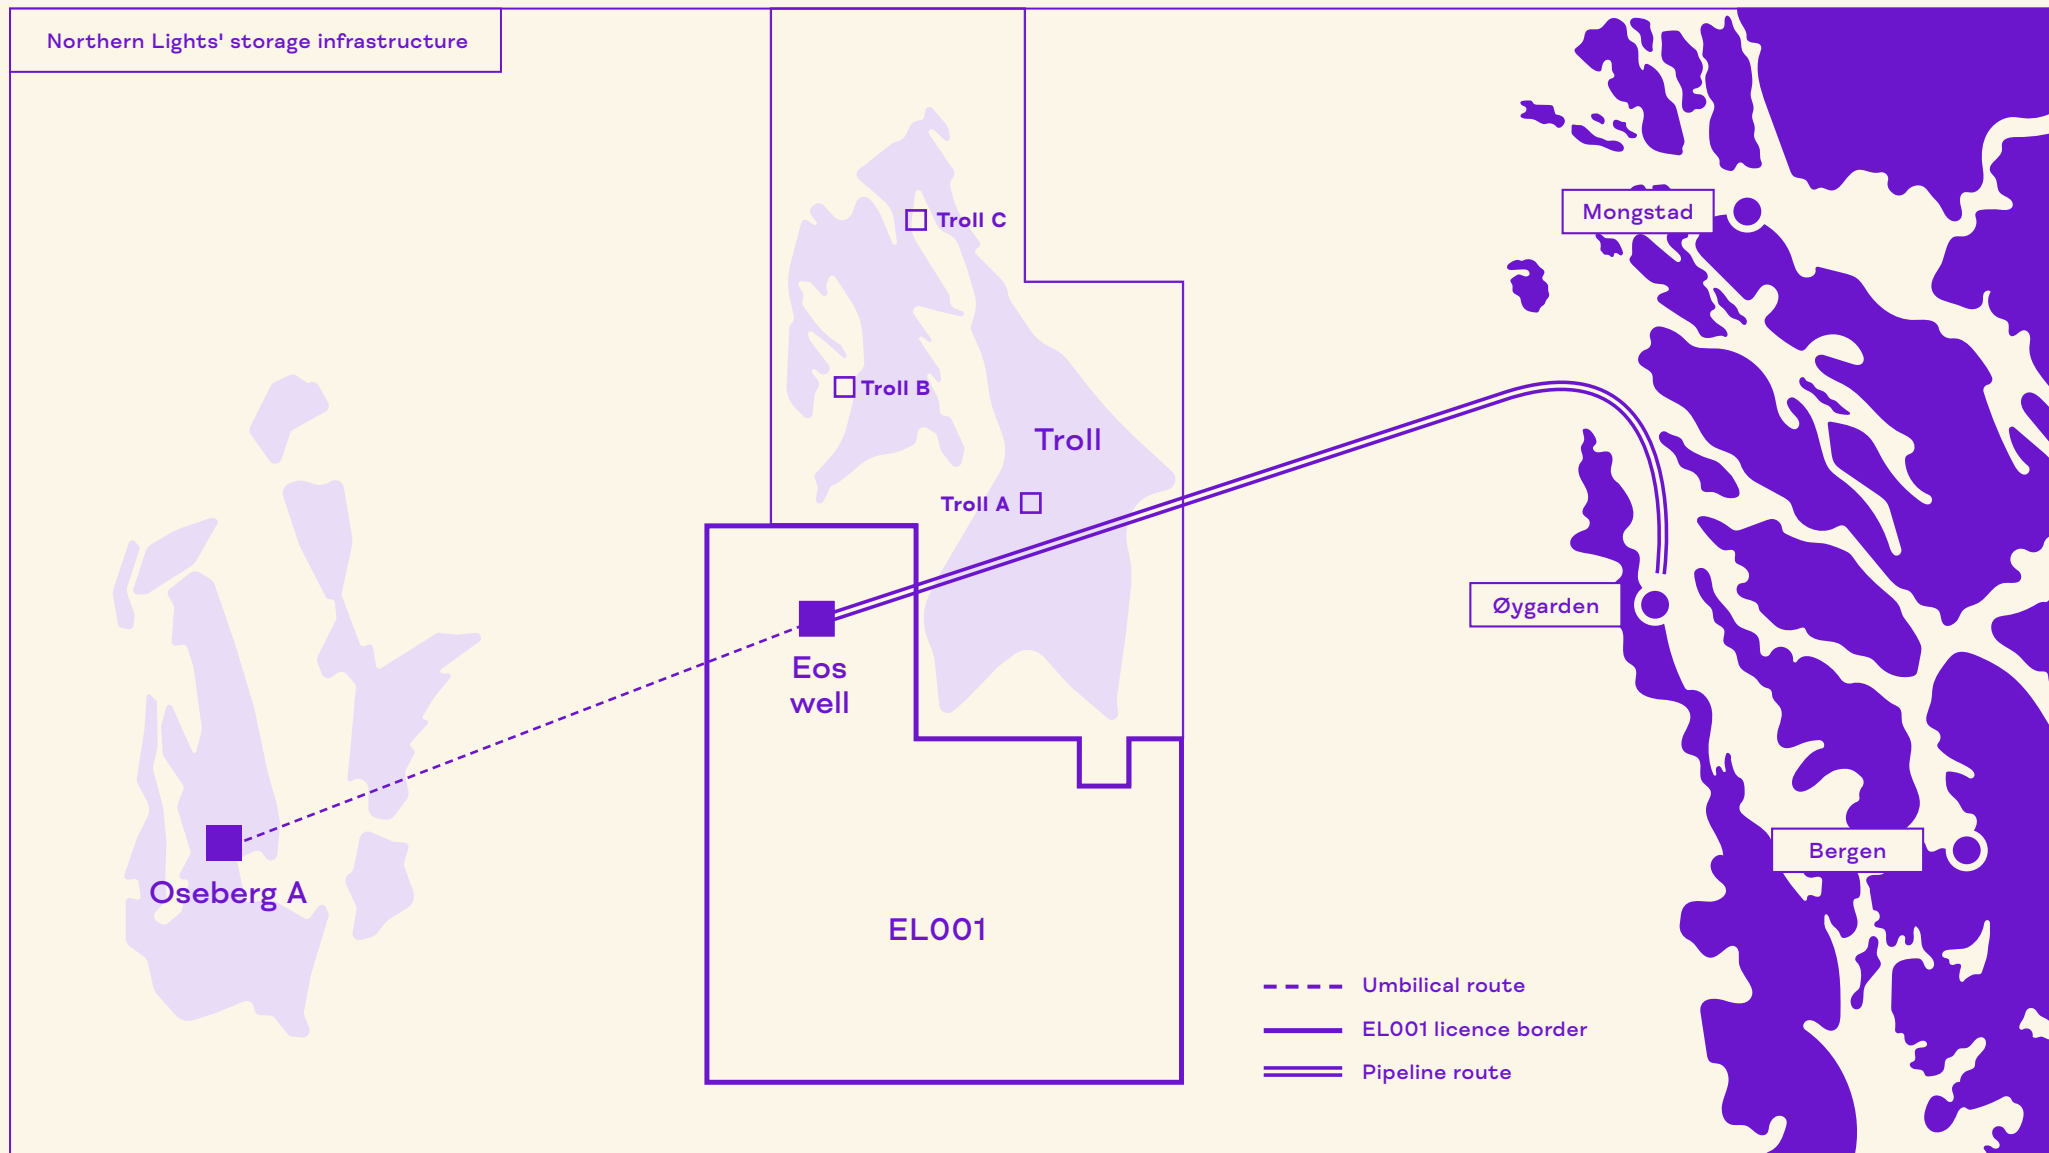 Northern Lights' storage infrastructure
Mongstad
Troll C
Troll B
Troll
Troll A
Øygarden
Eos
well
Bergen
Oseberg A
EL001
Umbilical route
EL001 licence border
Pipeline route